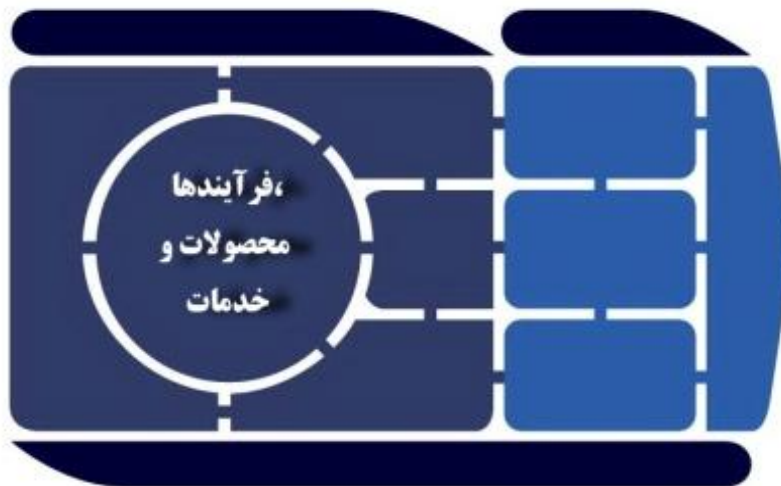 فرآیندها،
محصولات و
خدمات